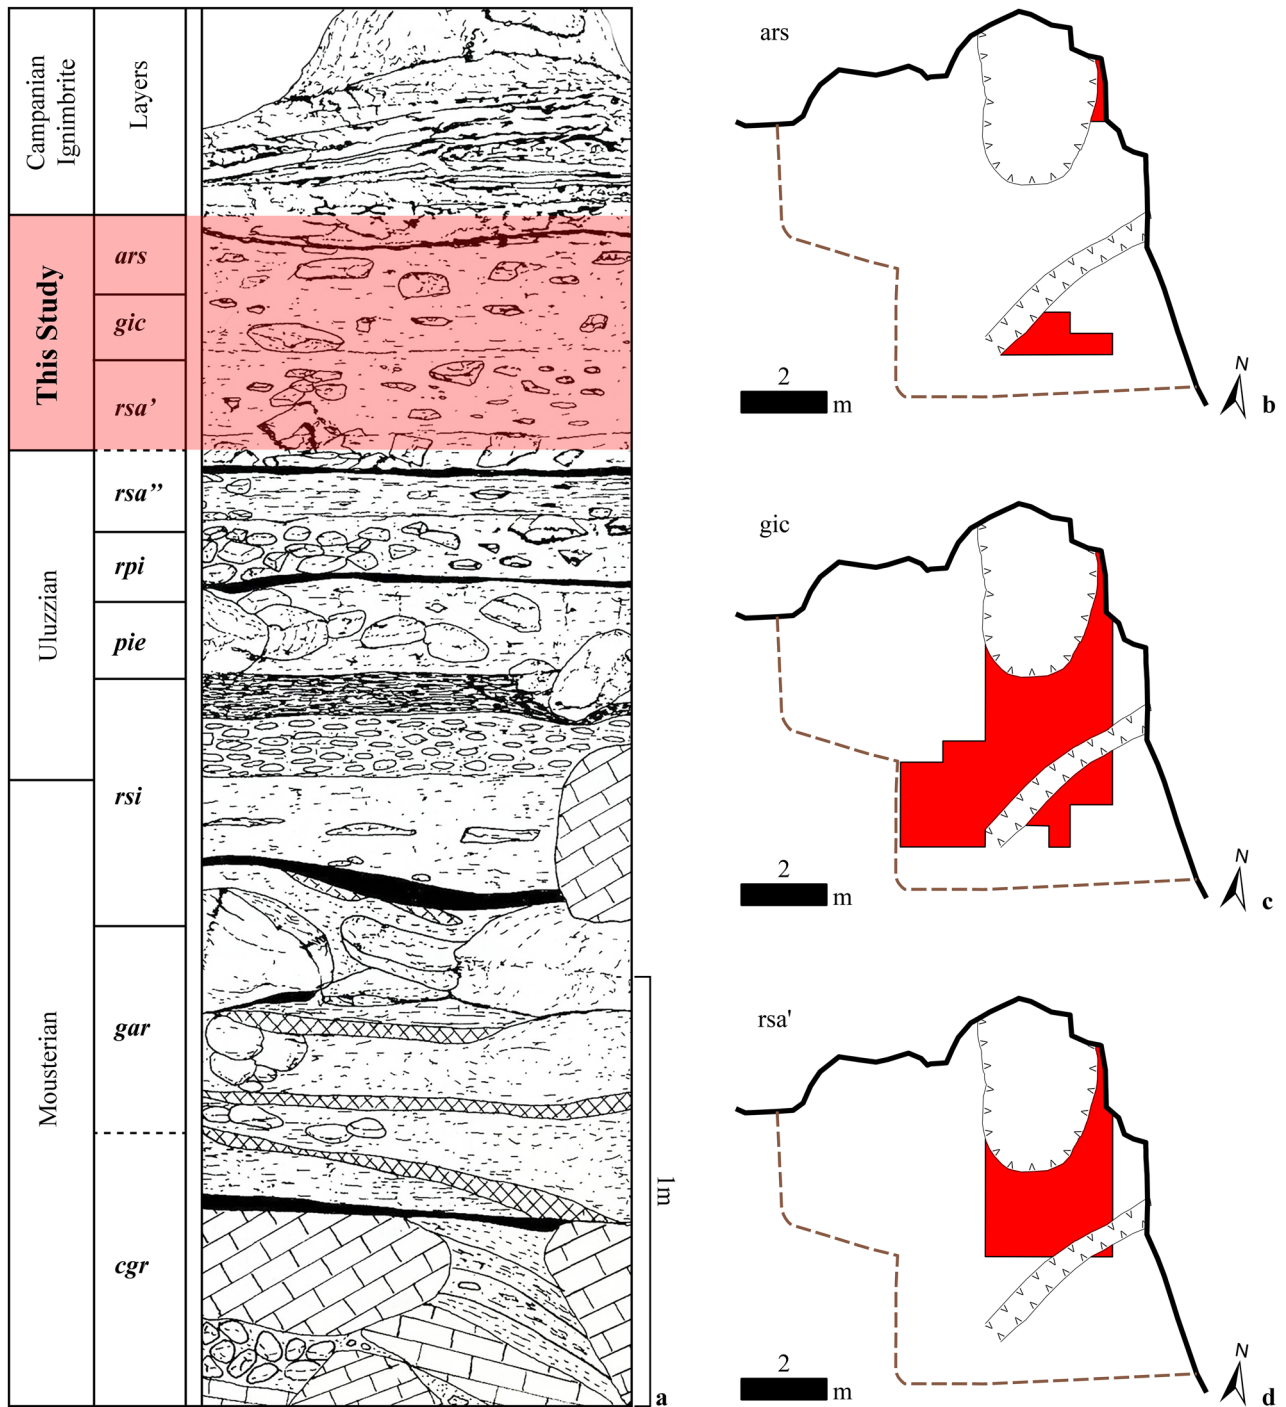 Campanian
Ignimbrite
Layers
This Study
ars
gic
rsa’
Uluzzian
rsa’’
rpi
pie
rsi
Mousterian
gar
cgr
1m
a
ars
2
m
N
b
gic
2
m
N
c
rsa'
2
m
N
d